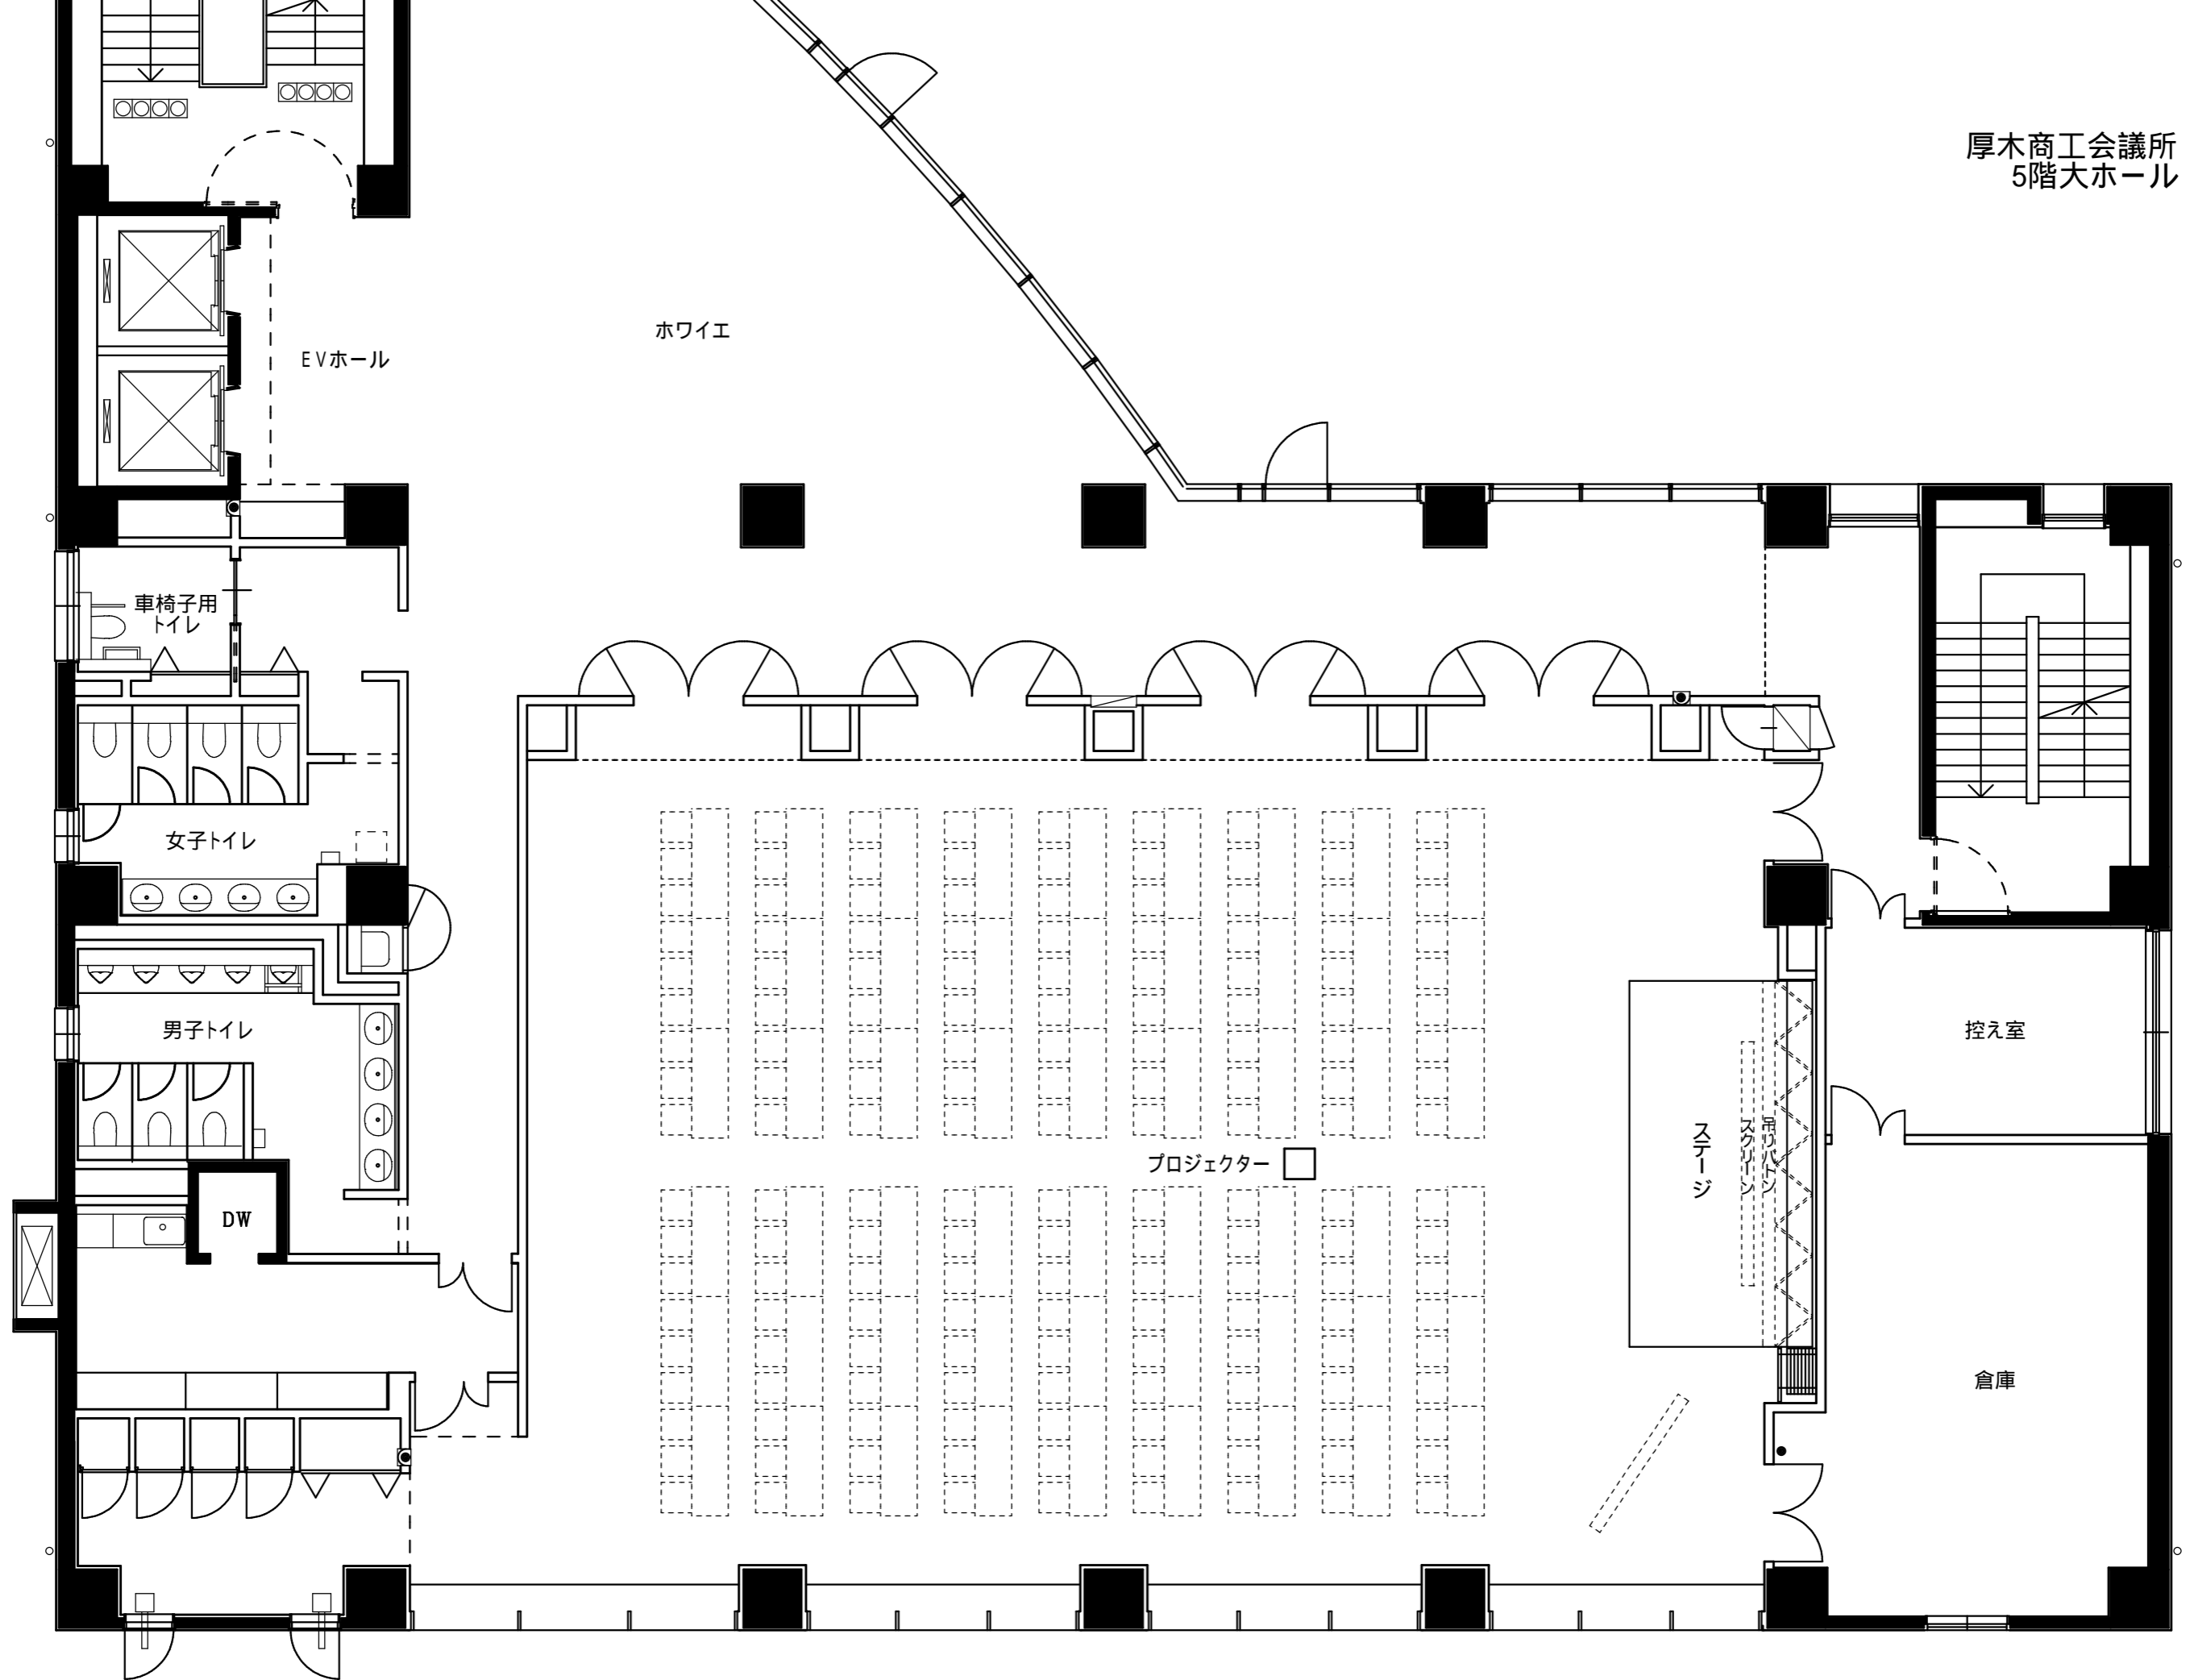 厚木商工会議所
5階大ホール
ホワイエ
EVホール
車椅子用
トイレ
女子トイレ
男子トイレ
控え室
プロジェクター
ステージ
スクリーン
吊りバトン
DW
倉庫